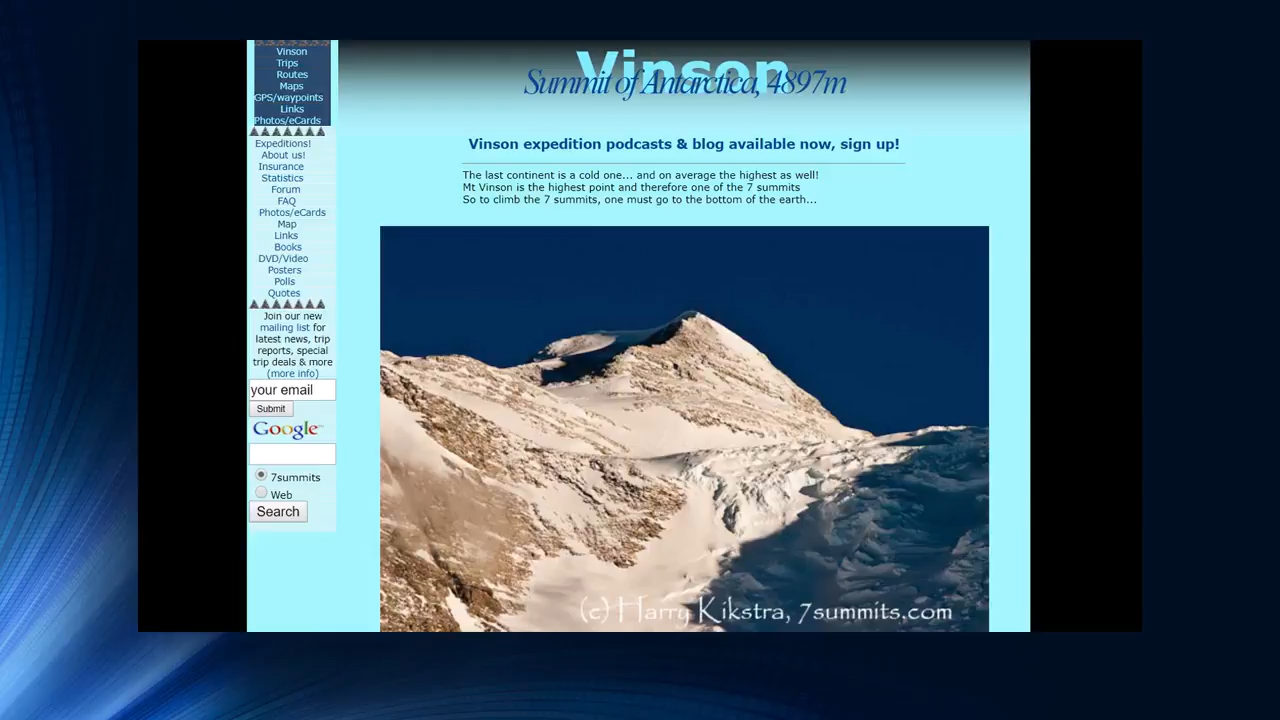 Vinson
Trips
Routes
Maps
GPS/waypoints
Links
Photos/eCards
Expeditions!
About us!
Insurance
Statistics
Forum
FAQ
Photos/eCards
Map
Links
Books
DVD/Video
Posters
Polls
Quotes
Join our new
mailing list for
latest news, trip
reports, special
trip deals & more
(more info)
your email
Submit
Google™
7summits
Web
Search
Vinson
Summit of Antarctica, 4897m
Vinson expedition podcasts & blog available now, sign up!
The last continent is a cold one... and on average the highest as well!
Mt Vinson is the highest point and therefore one of the 7 summits
So to climb the 7 summits, one must go to the bottom of the earth...
(c) Harry Kikstra, 7summits.com